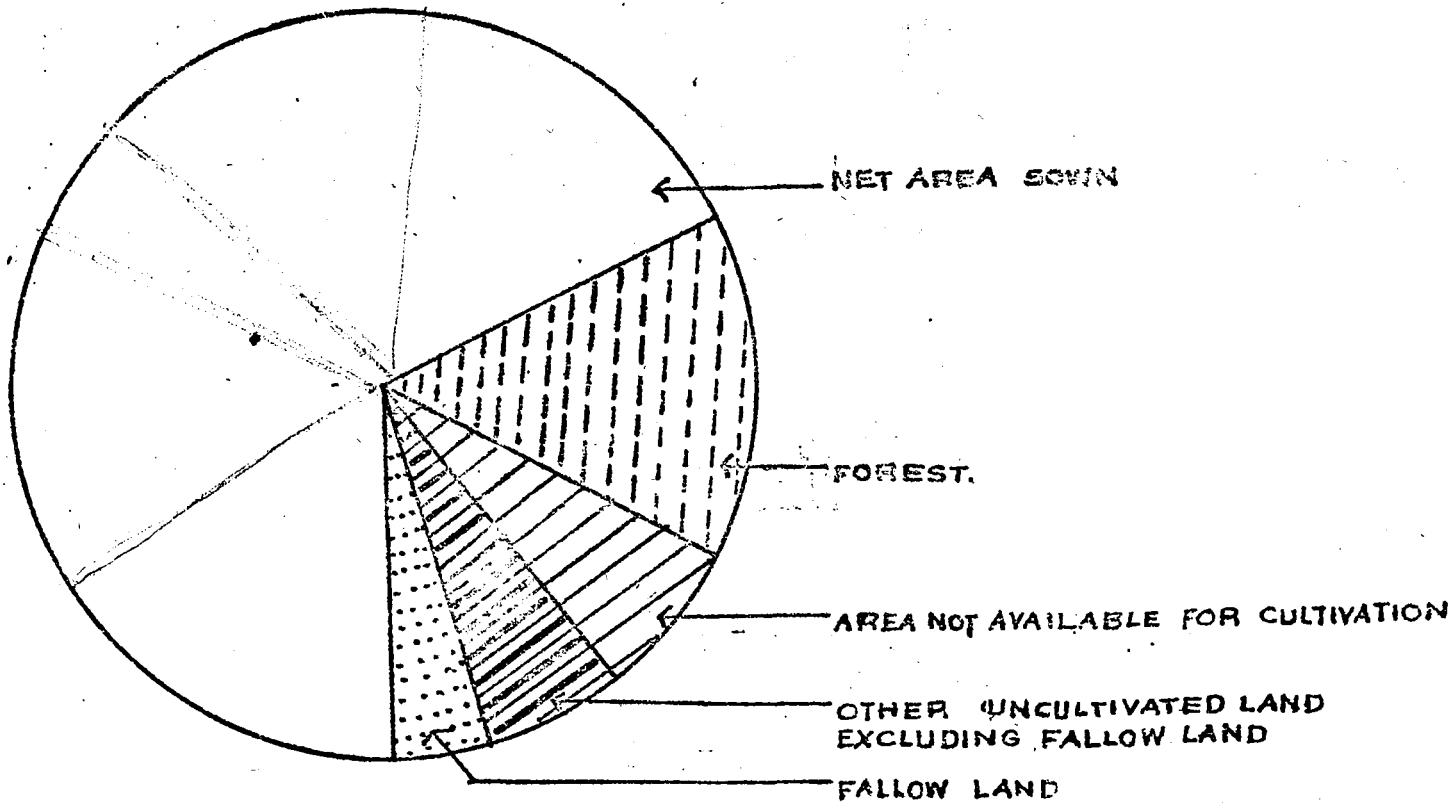 NET AREA SOWN
FOREST.
AREA NOT AVAILABLE FOR CULTIVATION
OTHER UNCULTIVATED LAND
EXCLUDING FALLOW LAND
FALLOW LAND